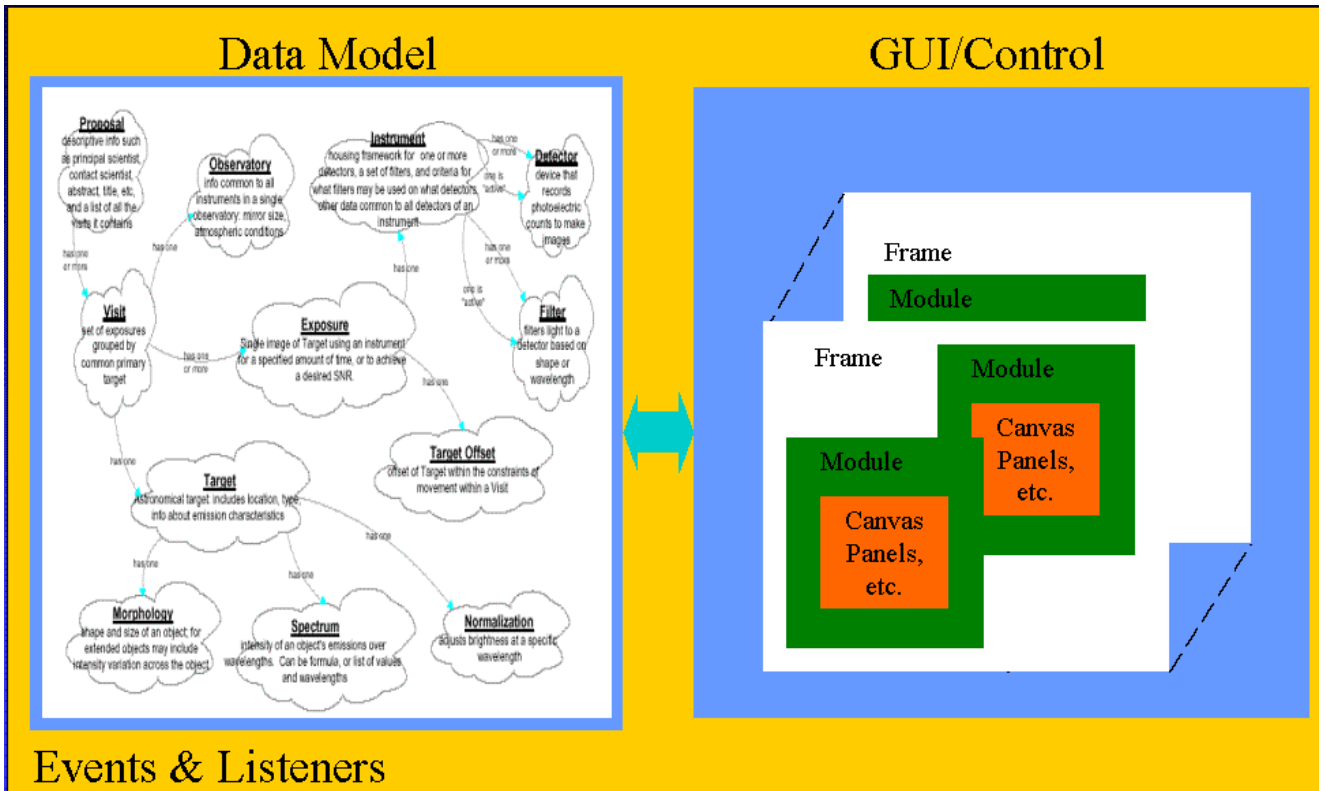 Data Model
GUI/Control
Proposal
descriptive info such
as principal scientist,
contact scientist,
abstract, title, etc,
and a list of all the
visits it contains
Observatory
info common to all
instruments in a single
observatory: mirror size,
atmospheric conditions
Instrument
housing framework for one or more
detectors, a set of filters, and criteria for
what filters may be used on what detectors,
other data common to all detectors of an
instrument
has one
or more
one is
"active"
Detector
device that
records
photoelectric
counts to make
images
has one
or more
has one
has one
has one
or more
one is
"active"
Visit
set of exposures
grouped by
common primary
target
has one
or more
Exposure
Single image of Target using an instrument
for a specified amount of time, or to achieve
a desired SNR.
Filter
filters light to a
detector based on
shape or
wavelength
has one
has one
Target Offset
offset of Target within the constraints of
movement within a Visit
Target
Astronomical target: includes location, type,
info about emission characteristics
has one
has one
has one
Morphology
shape and size of an object; for
extended objects may include
intensity variation across the object
Spectrum
intensity of an object's emissions over
wavelengths. Can be formula, or list of values
and wavelengths
Normalization
adjusts brightness at a specific
wavelength
Frame
Module
Frame
Module
Canvas
Panels,
etc.
Module
Canvas
Panels,
etc.
Events & Listeners